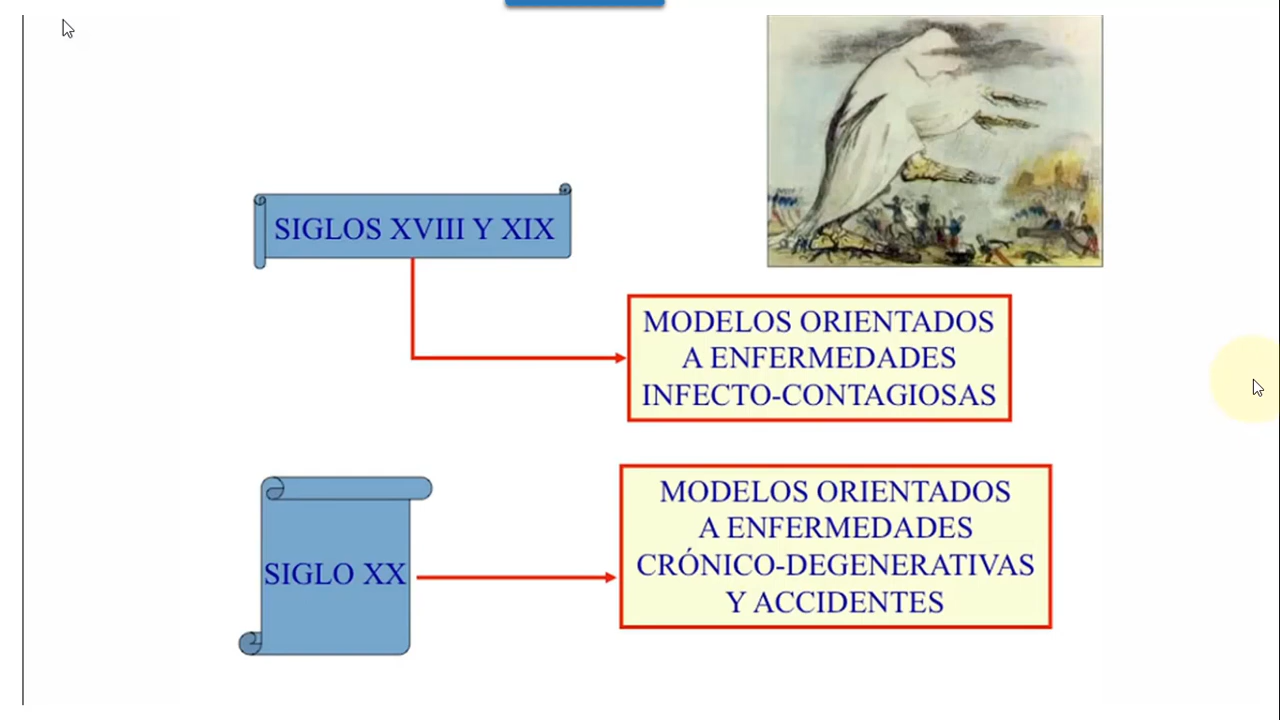 SIGLOS XVIII Y XIX
MODELOS ORIENTADOS
A ENFERMEDADES
INFECTO-CONTAGIOSAS
SIGLO XX
MODELOS ORIENTADOS
A ENFERMEDADES
CRÓNICO-DEGENERATIVAS
Y ACCIDENTES